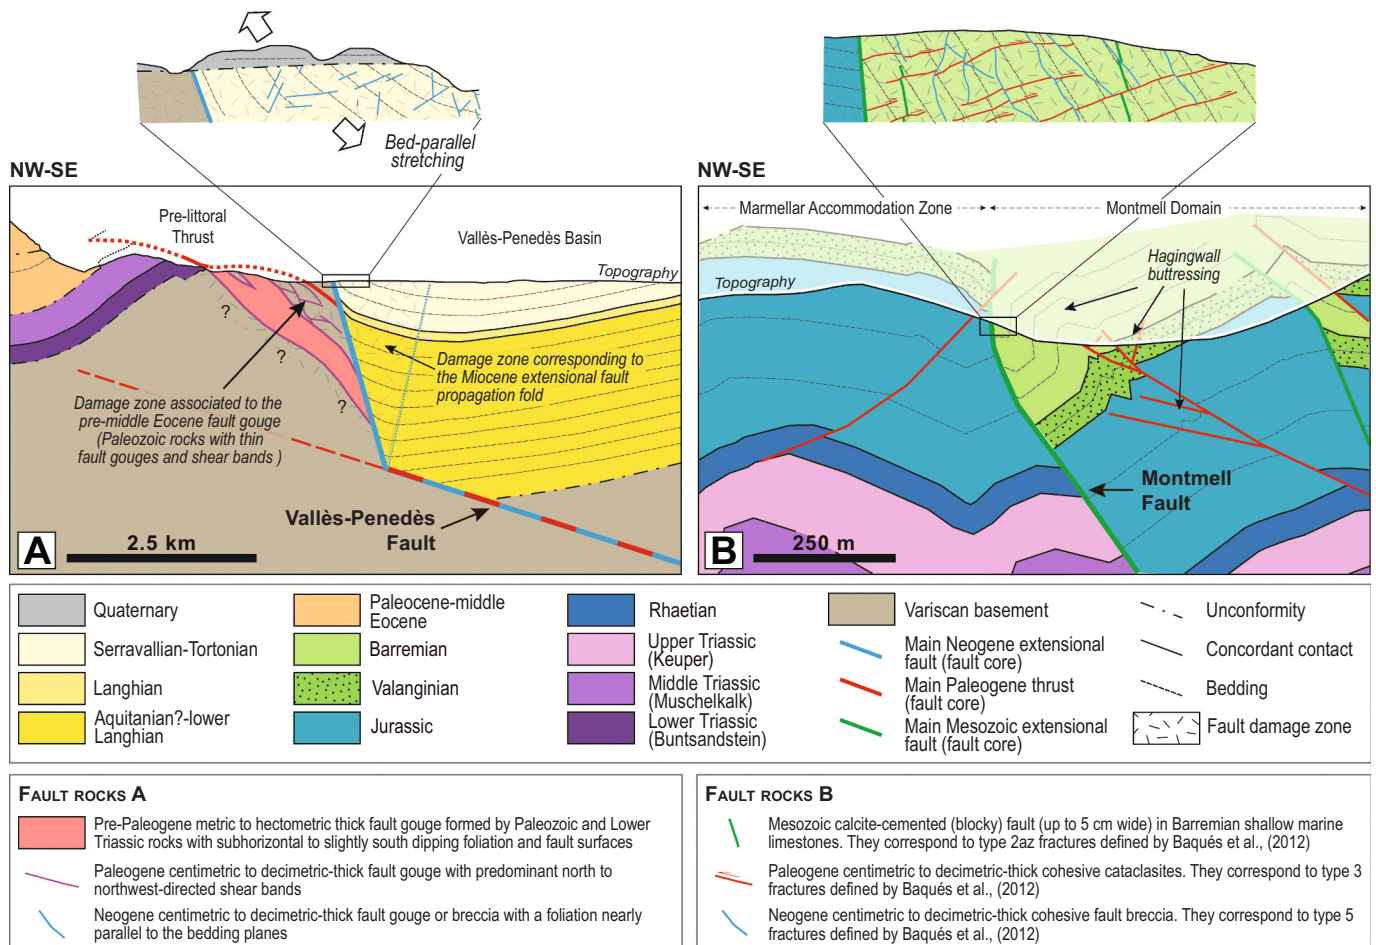 Bed-parallel
stretching
NW-SE
Pre-littoral
Thrust
Vallès-Penedès Basin
Topography
?
?
?
Damage zone corresponding to
the Miocene extensional fault
propagation fold
Damage zone associated to the
pre-middle Eocene fault gouge
(Paleozoic rocks with thin
fault gouges and shear bands )
Vallès-Penedès
Fault
A
2.5 km
NW-SE
Marmellar Accommodation Zone
Montmell Domain
Hagingwall
buttressing
Topography
Montmell
Fault
B
250 m
Quaternary
Serravallian-Tortonian
Langhian
Aquitanian?-lower
Langhian
Paleocene-middle
Eocene
Barremian
Valanginian
Jurassic
Rhaetian
Upper Triassic
(Keuper)
Middle Triassic
(Muschelkalk)
Lower Triassic
(Buntsandstein)
Variscan basement
Main Neogene extensional
fault (fault core)
Main Paleogene thrust
(fault core)
Main Mesozoic extensional
fault (fault core)
Unconformity
Concordant contact
Bedding
Fault damage zone
FAULT ROCKS A
Pre-Paleogene metric to hectometric thick fault gouge formed by Paleozoic and Lower
Triassic rocks with subhorizontal to slightly south dipping foliation and fault surfaces
Paleogene centimetric to decimetric-thick fault gouge with predominant north to
northwest-directed shear bands
Neogene centimetric to decimetric-thick fault gouge or breccia with a foliation nearly
parallel to the bedding planes
FAULT ROCKS B
Mesozoic calcite-cemented (blocky) fault (up to 5 cm wide) in Barremian shallow marine
limestones. They correspond to type 2az fractures defined by Baqués et al., (2012)
Paleogene centimetric to decimetric-thick cohesive cataclasites. They correspond to type 3
fractures defined by Baqués et al., (2012)
Neogene centimetric to decimetric-thick cohesive fault breccia. They correspond to type 5
fractures defined by Baqués et al., (2012)